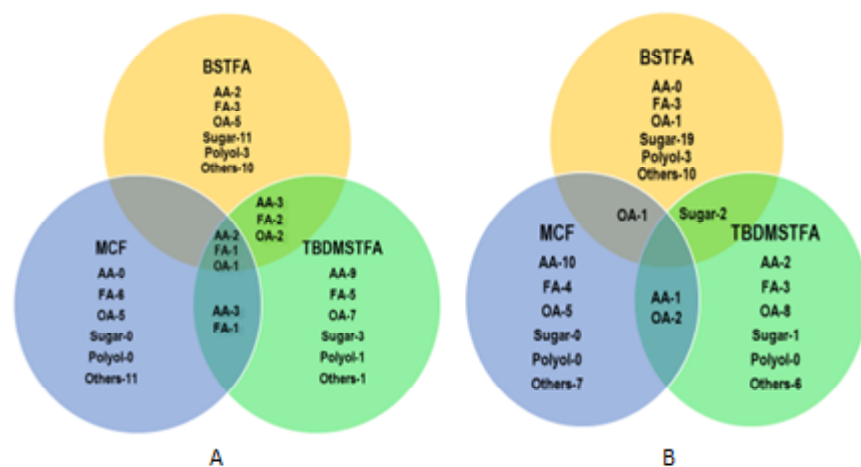 BSTFA
AA-2
FA-3
OA-5
Sugar-11
Polyol-3
Others-10
AA-3
FA-2
OA-2
AA-2
FA-1
OA-1
MCF
AA-0
FA-6
OA-5
Sugar-0
Polyol-0
Others-11
AA-3
FA-1
TBDMSTFA
AA-9
FA-5
OA-7
Sugar-3
Polyol-1
Others-1
A
BSTFA
AA-0
FA-3
OA-1
Sugar-19
Polyol-3
Others-10
OA-1
Sugar-2
MCF
AA-10
FA-4
OA-5
Sugar-0
Polyol-0
Others-7
AA-1
OA-2
TBDMSTFA
AA-2
FA-3
OA-8
Sugar-1
Polyol-0
Others-6
B